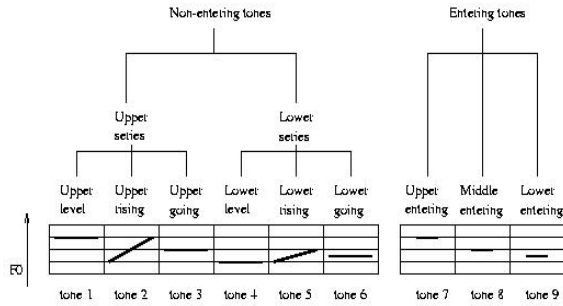 Non-entering tones Entering tones
Upper series Lower series
Upper level Upper rising Upper going Lower level Lower rising Lower going Upper entering Middle entering Lower entering
F0
tone 1 tone 2 tone 3 tone 4 tone 5 tone 6 tone 7 tone 8 tone 9